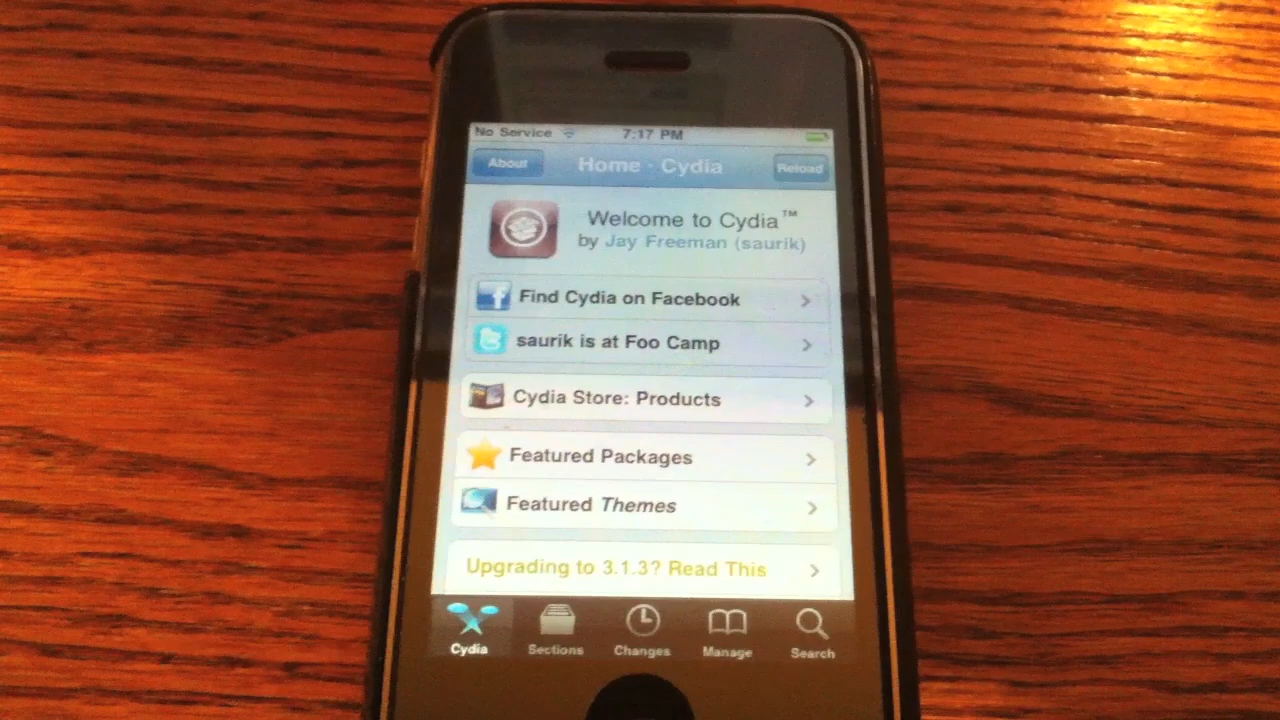 No Service 7:17 PM
About Home · Cydia Reload
Welcome to Cydia™
by Jay Freeman (saurik)
Find Cydia on Facebook
saurik is at Foo Camp
Cydia Store: Products
Featured Packages
Featured Themes
Upgrading to 3.1.3? Read This
Cydia Sections Changes Manage Search